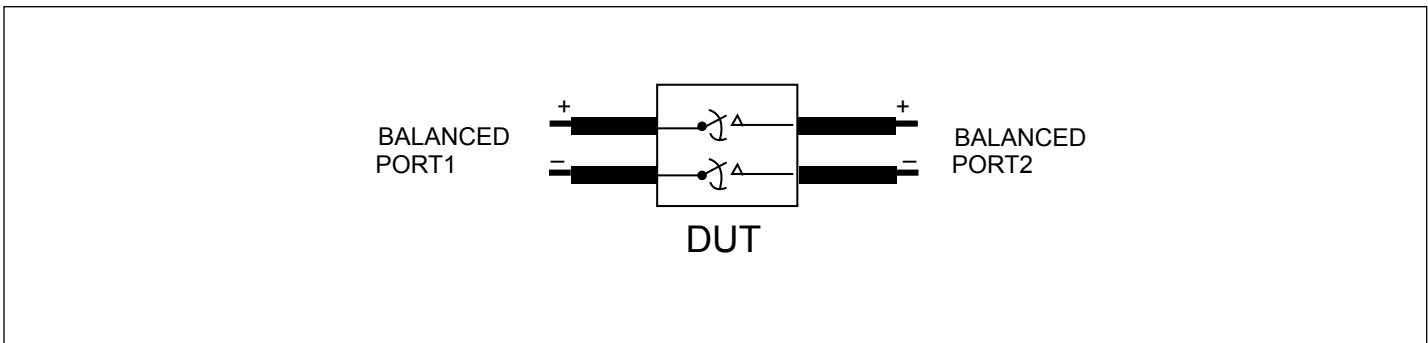 + +
BALANCED BALANCED
PORT1 PORT2
– –
DUT